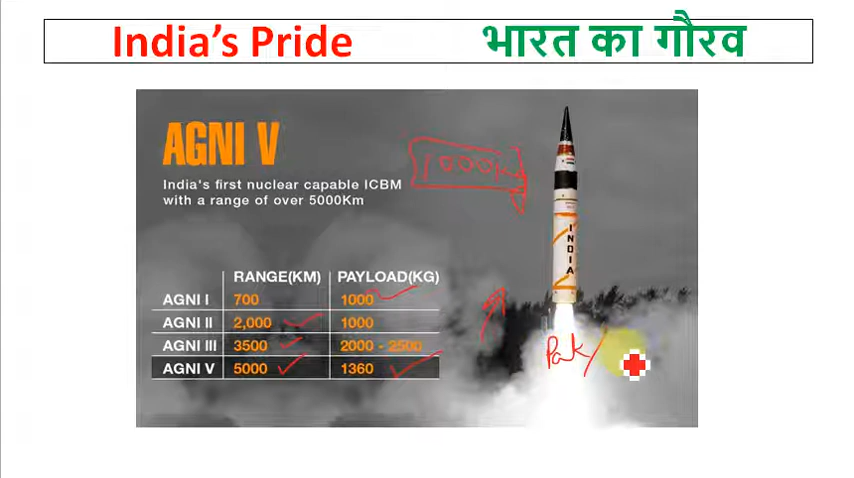 India's Pride भारत का गौरव
AGNI V
1000
India's first nuclear capable ICBM
with a range of over 5000Km
INDIA
RANGE(KM) PAYLOAD(KG)
AGNI I 700 1000
AGNI II 2,000 1000
AGNI III 3500 2000 - 2500
AGNI V 5000 1360
Pak/